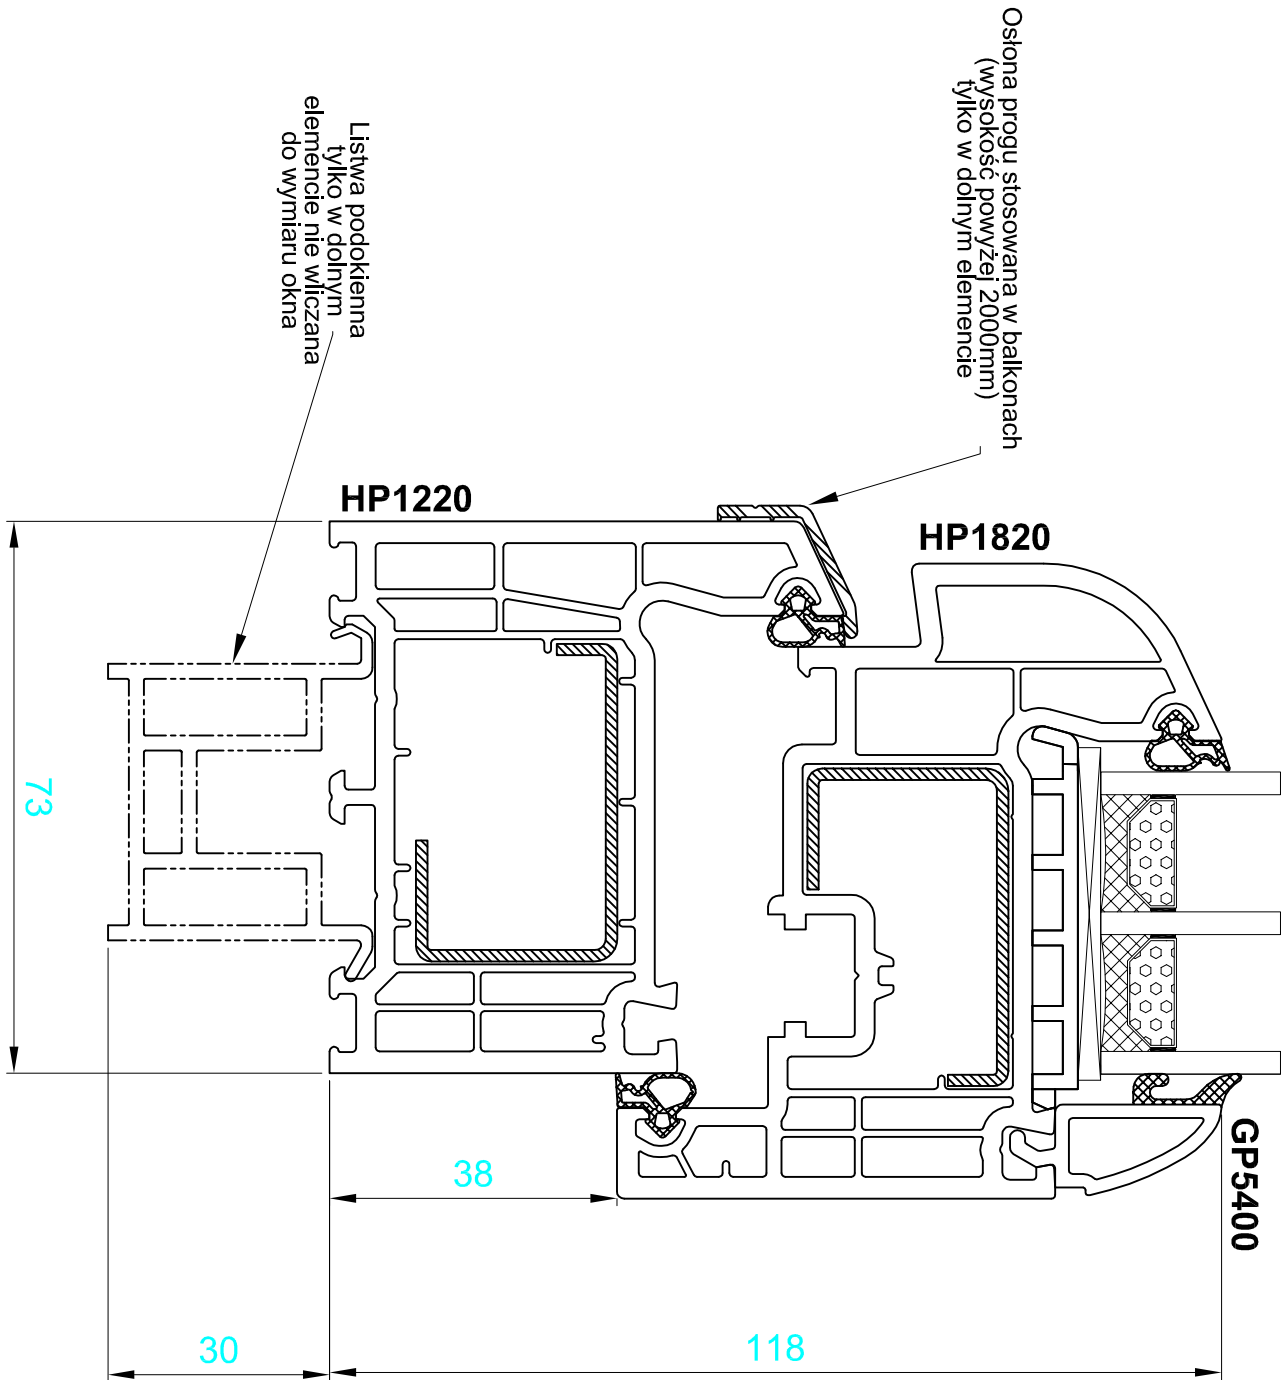 Osłona progu stosowana w balkonach
(wysokość powyżej 2000mm)
tylko w dolnym elemencie
Listwa podokienna
tylko w dolnym
elemencie nie wliczana
do wymiaru okna
HP1220
HP1820
73
GP5400
38
30
118